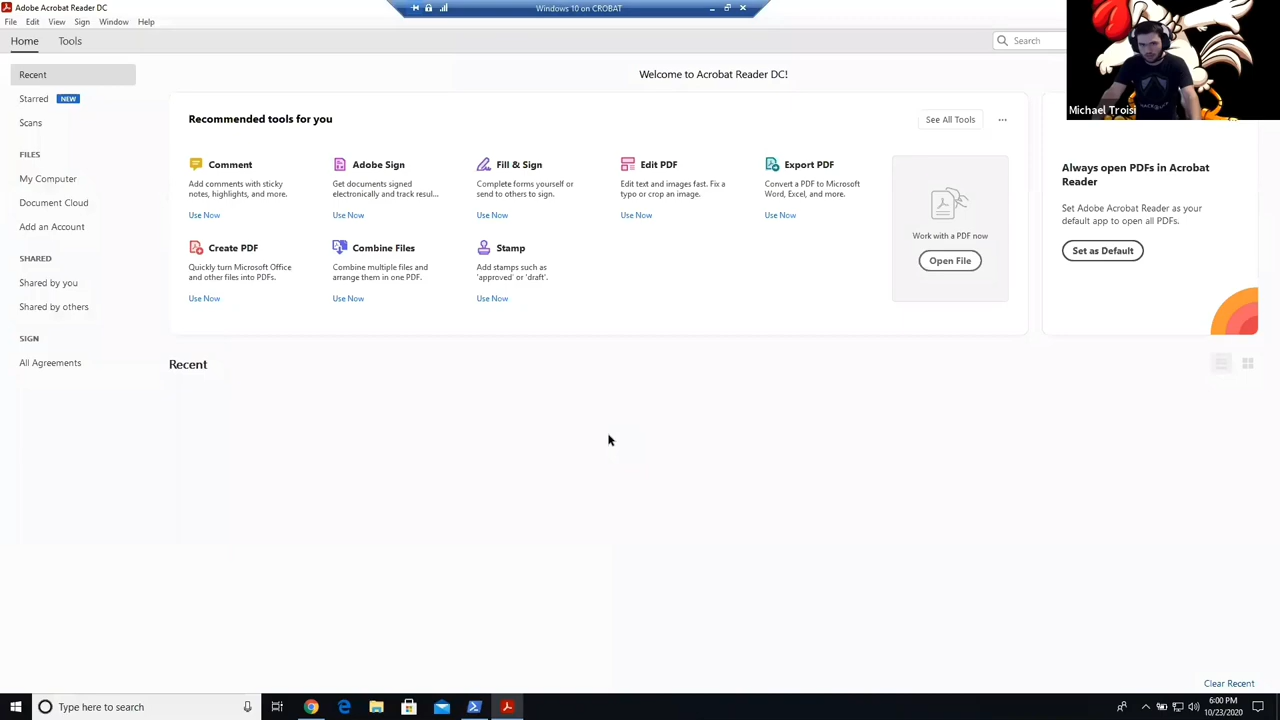 Adobe Acrobat Reader DC
Windows 10 on CROBAT
File Edit View Sign Window Help
Home Tools
Search
Michael Troisi
Recent
Starred NEW
Scans
FILES
My Computer
Document Cloud
Add an Account
SHARED
Shared by you
Shared by others
SIGN
All Agreements
Welcome to Acrobat Reader DC!
Recommended tools for you
See All Tools
Comment
Add comments with sticky
notes, highlights, and more.
Use Now
Adobe Sign
Get documents signed
electronically and track resul...
Use Now
Fill & Sign
Complete forms yourself or
send to others to sign.
Use Now
Edit PDF
Edit text and images fast. Fix a
typo or crop an image.
Use Now
Export PDF
Convert a PDF to Microsoft
Word, Excel, and more.
Use Now
Create PDF
Quickly turn Microsoft Office
and other files into PDFs.
Use Now
Combine Files
Combine multiple files and
arrange them in one PDF.
Use Now
Stamp
Add stamps such as
'approved' or 'draft'.
Use Now
Work with a PDF now
Open File
Always open PDFs in Acrobat
Reader
Set Adobe Acrobat Reader as your
default app to open all PDFs.
Set as Default
Recent
Clear Recent
Type here to search
6:00 PM
10/23/2020